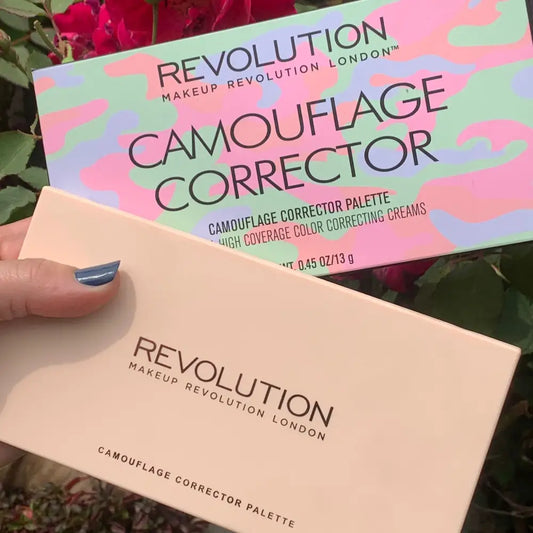 REVOLUTION
MAKEUP REVOLUTION LONDON™
CAMOUFLAGE
CORRECTOR
CAMOUFLAGE CORRECTOR PALETTE
HIGH COVERAGE COLOR CORRECTING CREAMS
WT. 0.45 OZ/13 g
REVOLUTION
MAKEUP REVOLUTION LONDON
CAMOUFLAGE CORRECTOR PALETTE